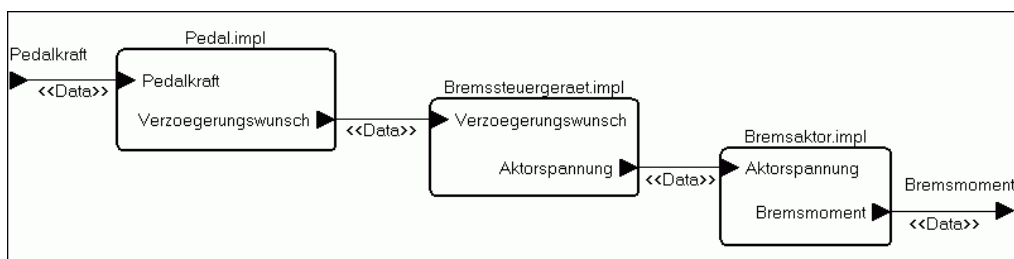 Pedalkraft
<<Data>>
Pedal.impl
Pedalkraft
Verzoegerungswunsch
<<Data>>
Bremssteuergeraet.impl
Verzoegerungswunsch
Aktorspannung
<<Data>>
Bremsaktor.impl
Aktorspannung
Bremsmoment
Bremsmoment
<<Data>>